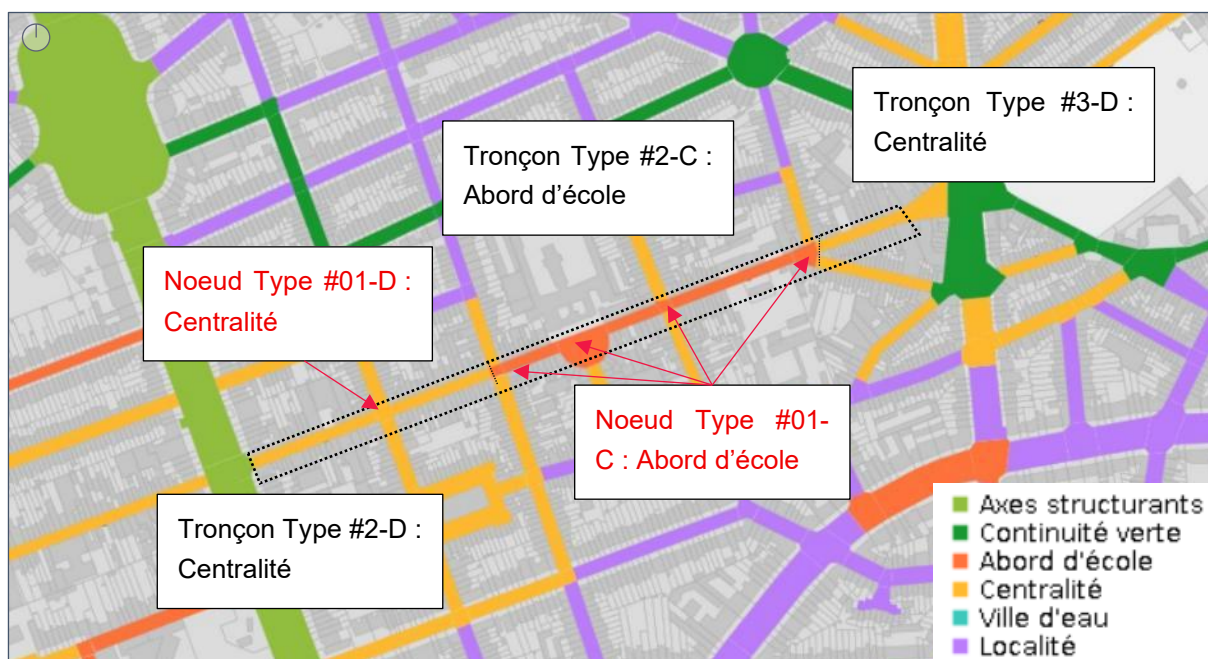 Tronçon Type #3-D :
Centralité
Tronçon Type #2-C :
Abord d'école
Noeud Type #01-D :
Centralité
Noeud Type #01-
C : Abord d'école
Tronçon Type #2-D :
Centralité
Axes structurants
Continuité verte
Abord d'école
Centralité
Ville d'eau
Localité